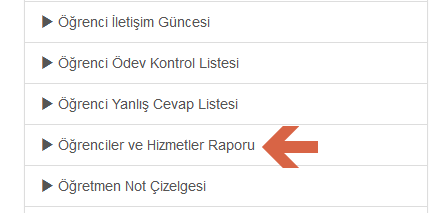 ▶ Öğrenci İletişim Güncesi
▶ Öğrenci Ödev Kontrol Listesi
▶ Öğrenci Yanlış Cevap Listesi
▶ Öğrenciler ve Hizmetler Raporu
▶ Öğretmen Not Çizelgesi